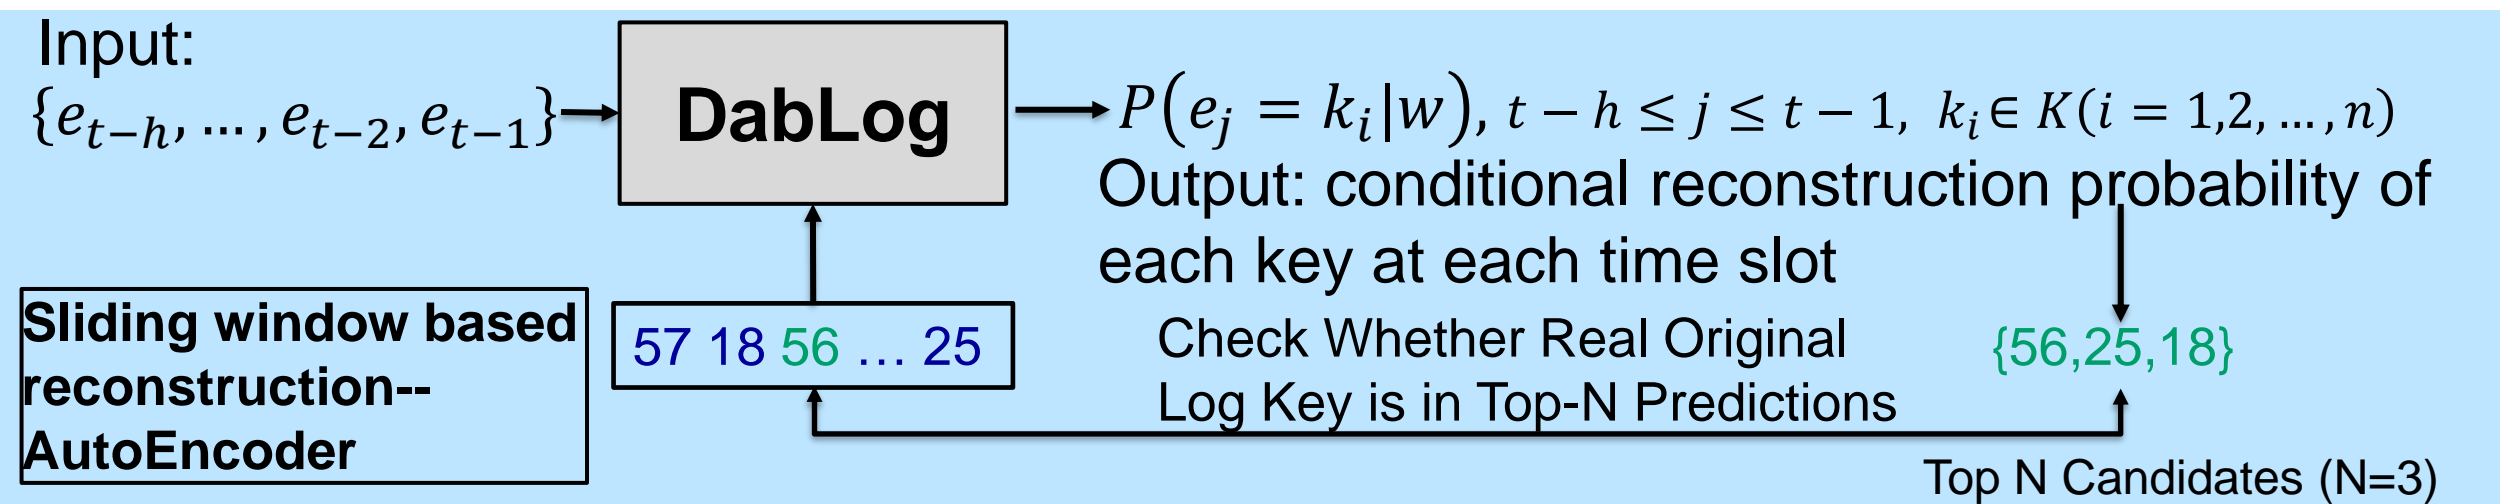 Input:
{e_{t−n}, …, e_{t−2}, e_{t−1}}
DabLog
P(e_j = k_i|w), t − n ≤ j ≤ t − 1, k_i ∈ K(i = 1,2, …, n)
Output: conditional reconstruction probability of
each key at each time slot
Sliding window based
reconstruction--
AutoEncoder
57 18 56 … 25
Check Whether Real Original
Log Key is in Top-N Predictions
{56,25,18}
Top N Candidates (N=3)